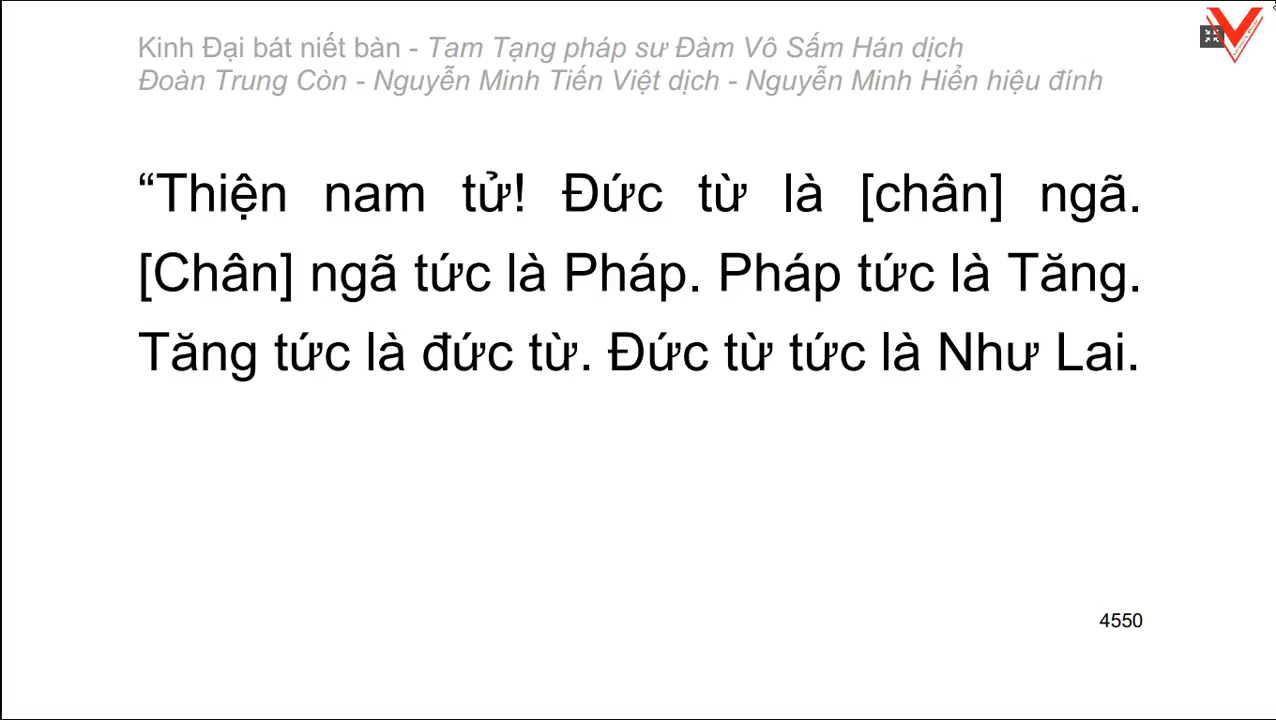 Kinh Đại bát niết bàn - Tam Tạng pháp sư Đàm Vô Sấm Hán dịch
Đoàn Trung Còn - Nguyễn Minh Tiến Việt dịch - Nguyễn Minh Hiển hiệu đính
“Thiện nam tử! Đức từ là [chân] ngã.
[Chân] ngã tức là Pháp. Pháp tức là Tăng.
Tăng tức là đức từ. Đức từ tức là Như Lai.
4550